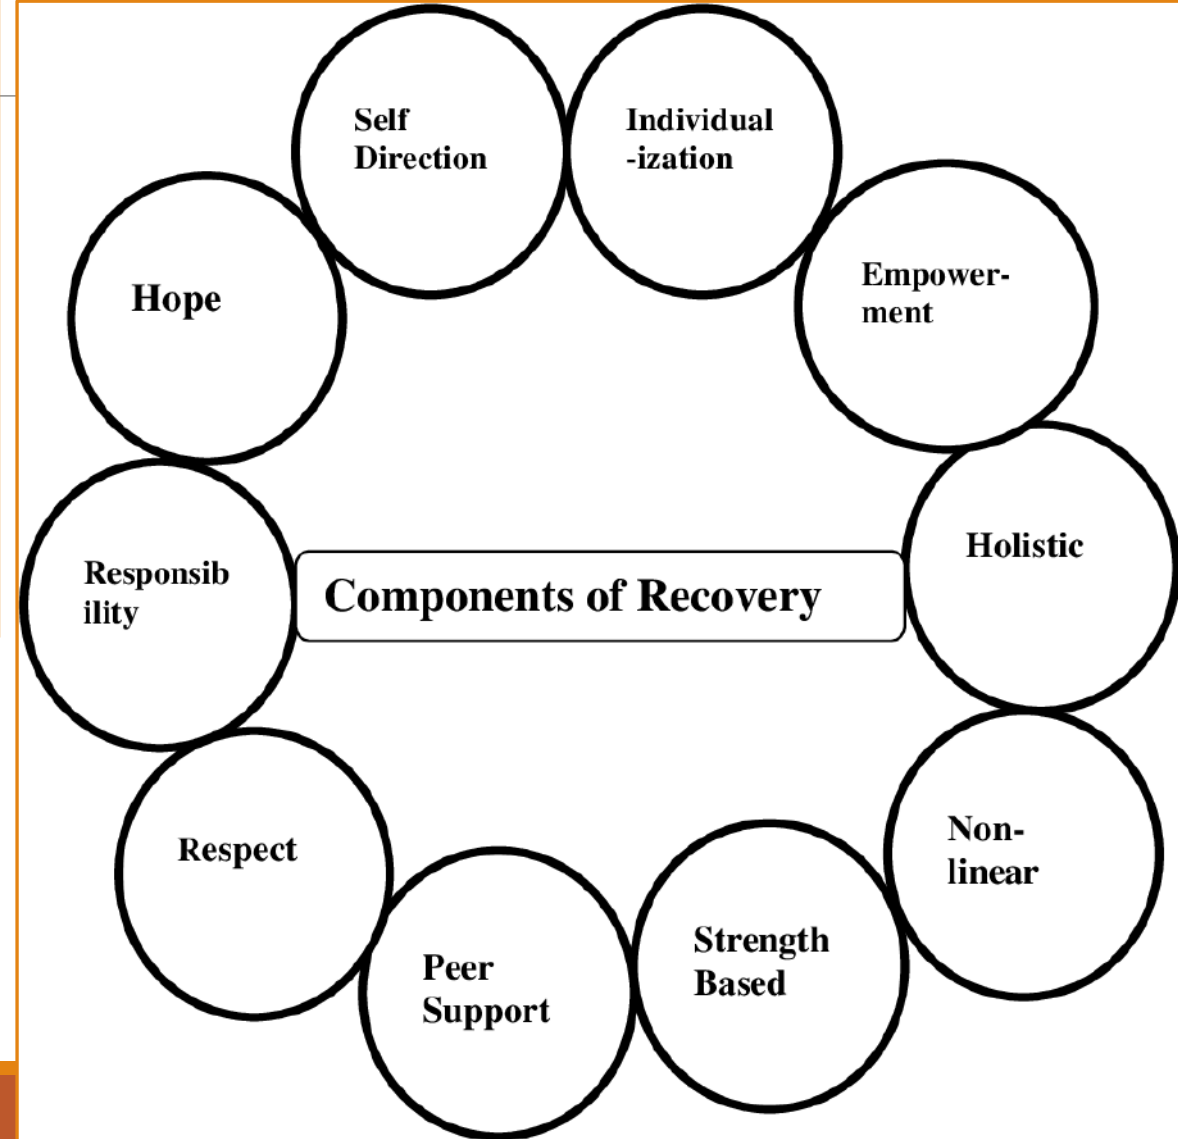 Self
Direction
Individual
-ization
Empower-
ment
Hope
Holistic
Responsib
ility
Components of Recovery
Non-
linear
Respect
Strength
Based
Peer
Support